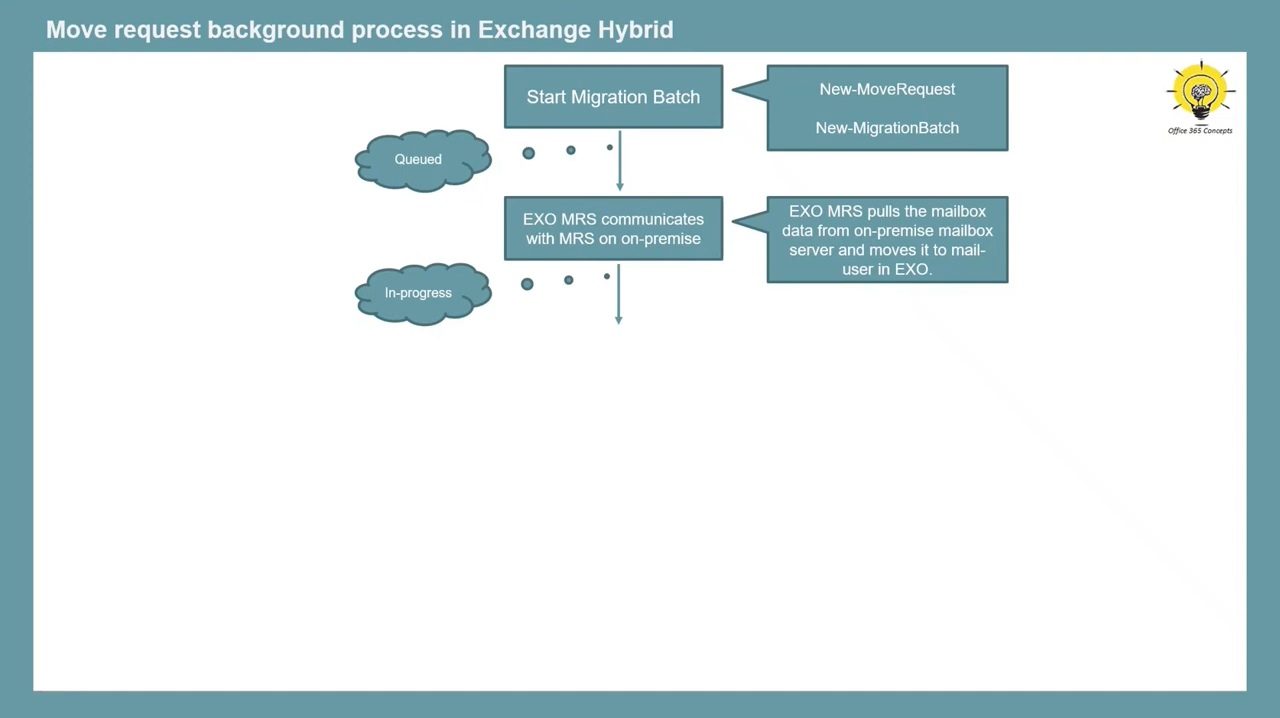 Move request background process in Exchange Hybrid
Start Migration Batch
New-MoveRequest
New-MigrationBatch
Office 365 Concepts
Queued
EXO MRS communicates
with MRS on on-premise
EXO MRS pulls the mailbox
data from on-premise mailbox
server and moves it to mail-
user in EXO.
In-progress